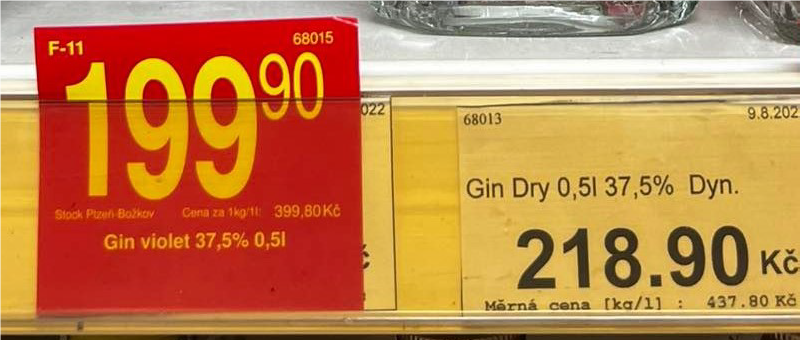 F-11 68015
199 90
Stock Plzeň-Božkov Cena za 1kg/1l: 399,80 Kč
Gin violet 37,5% 0,5l
022
68013 9.8.202
Gin Dry 0,5l 37,5% Dyn.
218.90 Kč
Měrná cena [kg/l] : 437.80 Kč